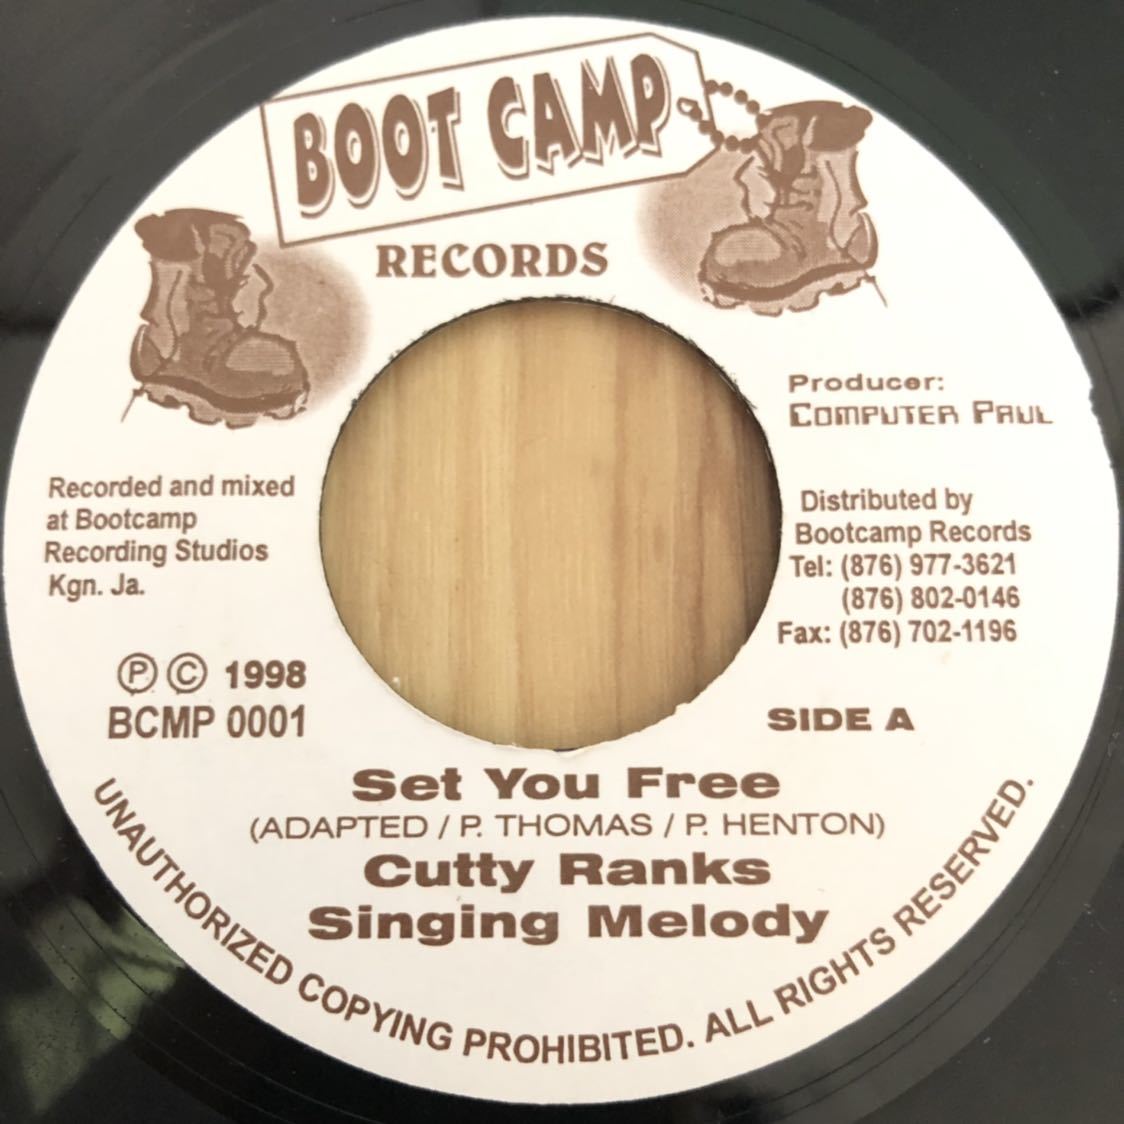 BOOT CAMP
RECORDS
Producer:
COMPUTER PAUL
Recorded and mixed
at Bootcamp
Recording Studios
Kgn. Ja.
Distributed by
Bootcamp Records
Tel: (876) 977-3621
(876) 802-0146
Fax: (876) 702-1196
Ⓟ © 1998
BCMP 0001
SIDE A
Set You Free
(ADAPTED / P. THOMAS / P. HENTON)
Cutty Ranks
Singing Melody
UNAUTHORIZED COPYING PROHIBITED. ALL RIGHTS RESERVED.